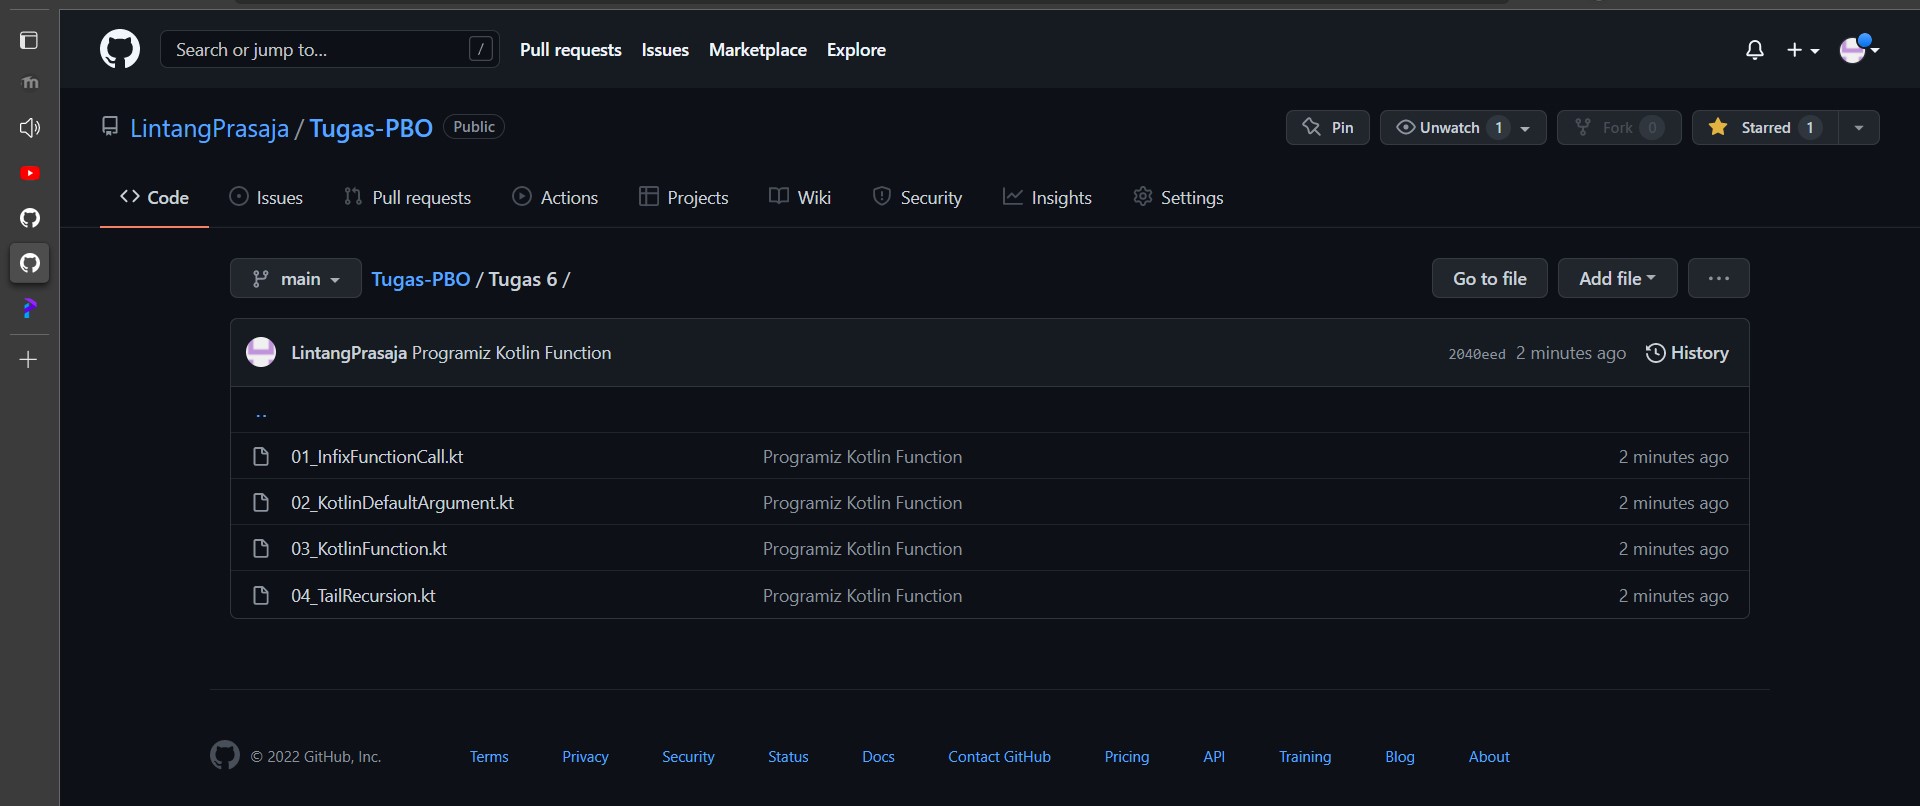 Search or jump to... /
Pull requests Issues Marketplace Explore
LintangPrasaja / Tugas-PBO Public
Pin
Unwatch 1
Fork 0
Starred 1
Code Issues Pull requests Actions Projects Wiki Security Insights Settings
main Tugas-PBO / Tugas 6 /
Go to file Add file ...
LintangPrasaja Programiz Kotlin Function 2040eed 2 minutes ago History
..
01_InfixFunctionCall.kt Programiz Kotlin Function 2 minutes ago
02_KotlinDefaultArgument.kt Programiz Kotlin Function 2 minutes ago
03_KotlinFunction.kt Programiz Kotlin Function 2 minutes ago
04_TailRecursion.kt Programiz Kotlin Function 2 minutes ago
© 2022 GitHub, Inc. Terms Privacy Security Status Docs Contact GitHub Pricing API Training Blog About